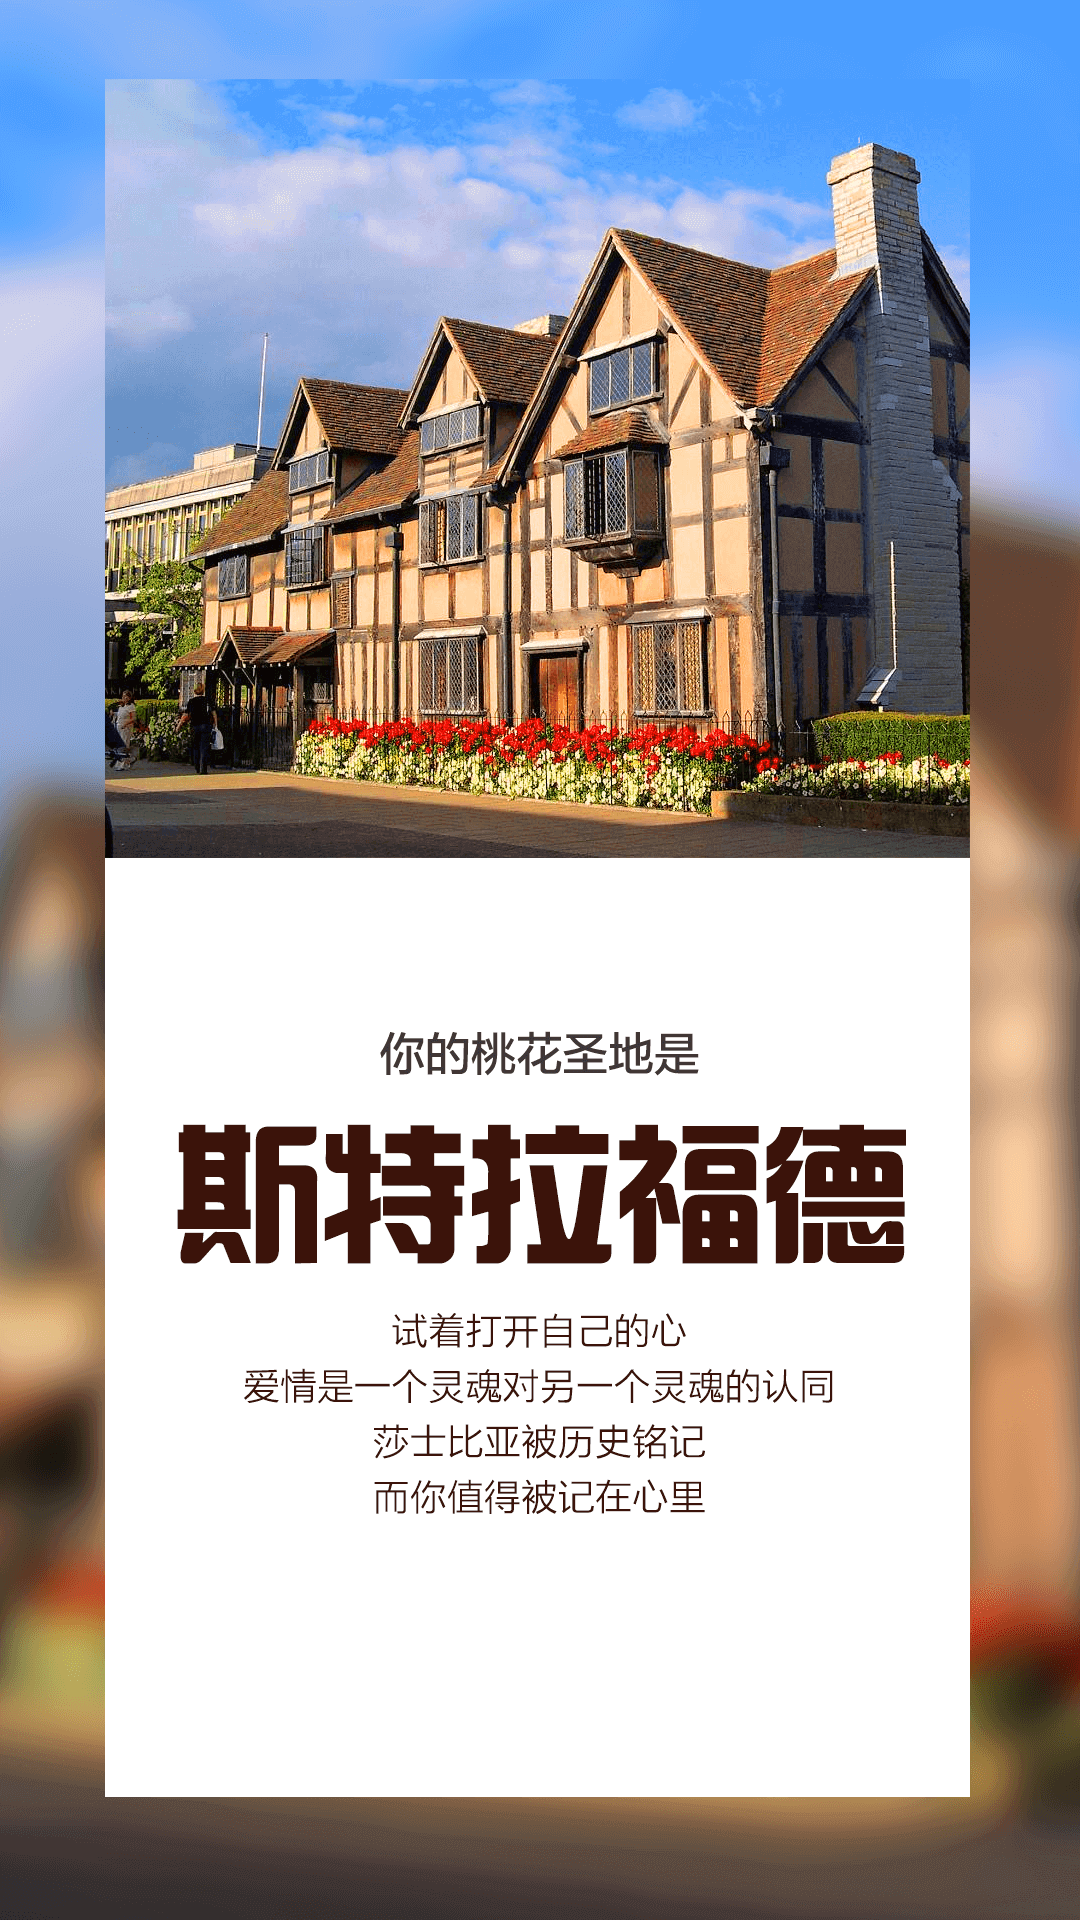 你的桃花圣地是
斯特拉福德
试着打开自己的心
爱情是一个灵魂对另一个灵魂的认同
莎士比亚被历史铭记
而你值得被记在心里